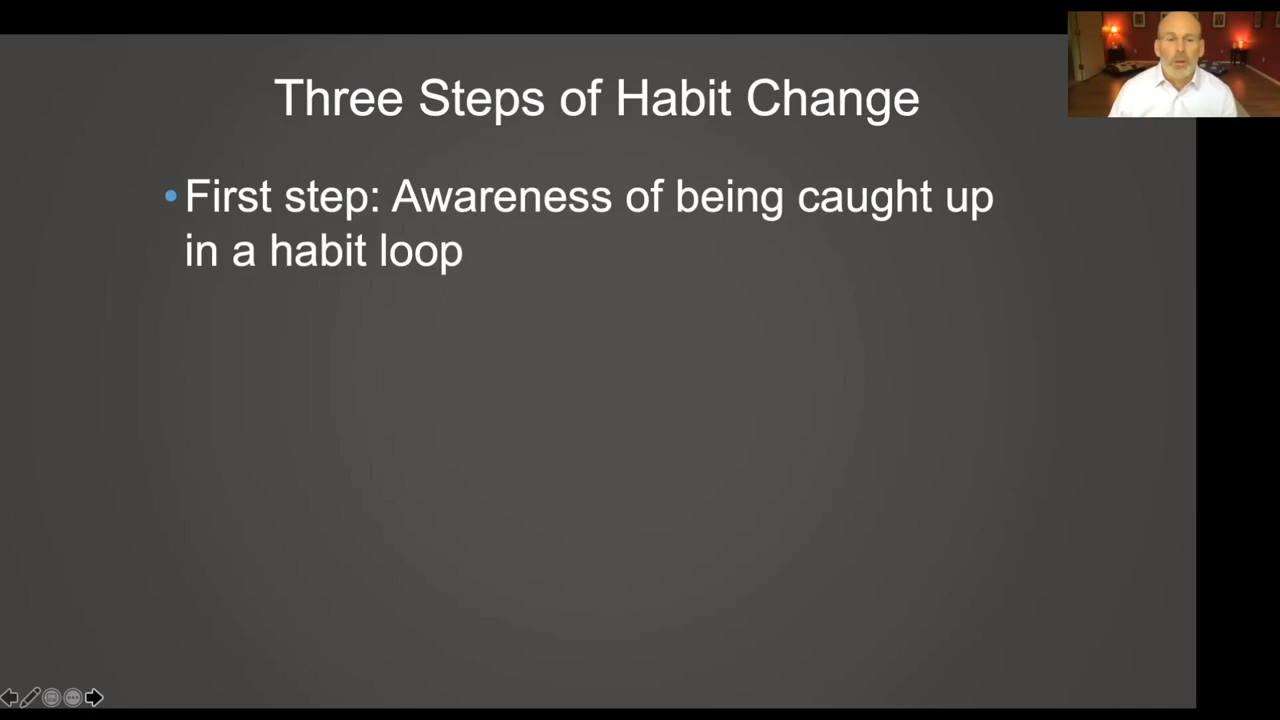 Three Steps of Habit Change
• First step: Awareness of being caught up
in a habit loop